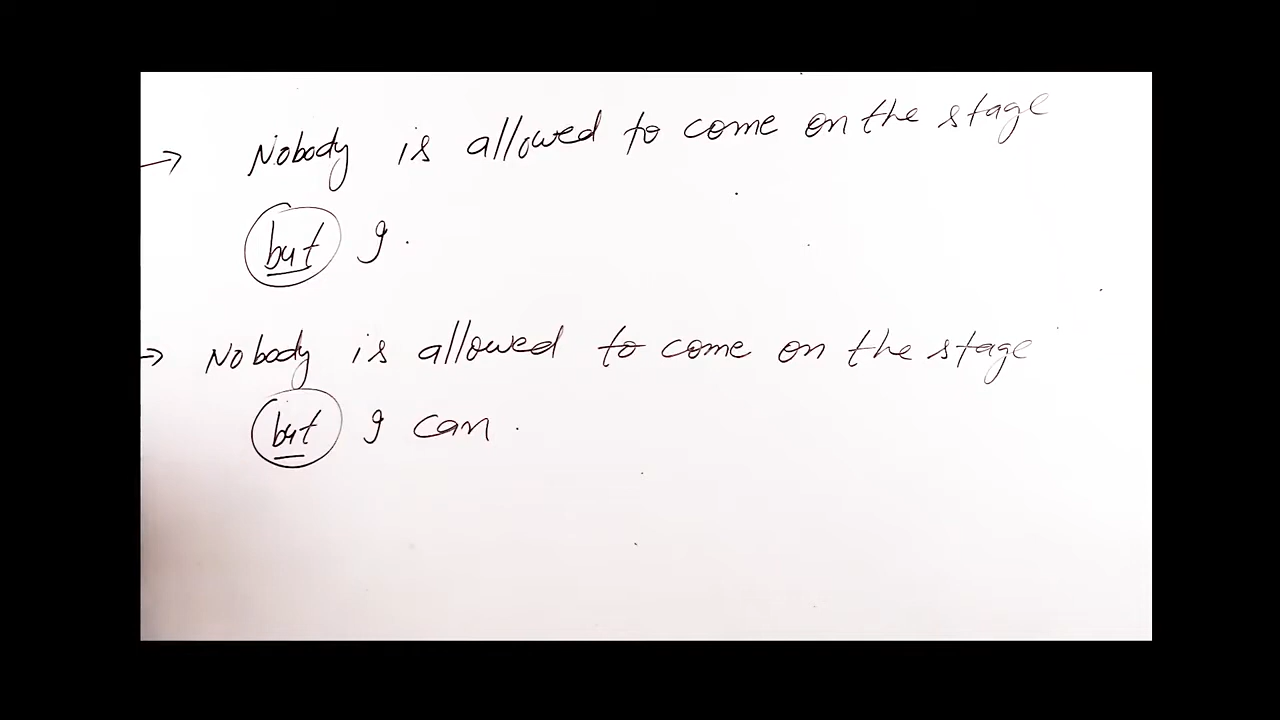 → Nobody is allowed to come on the stage
but I.
→ Nobody is allowed to come on the stage
but I can.